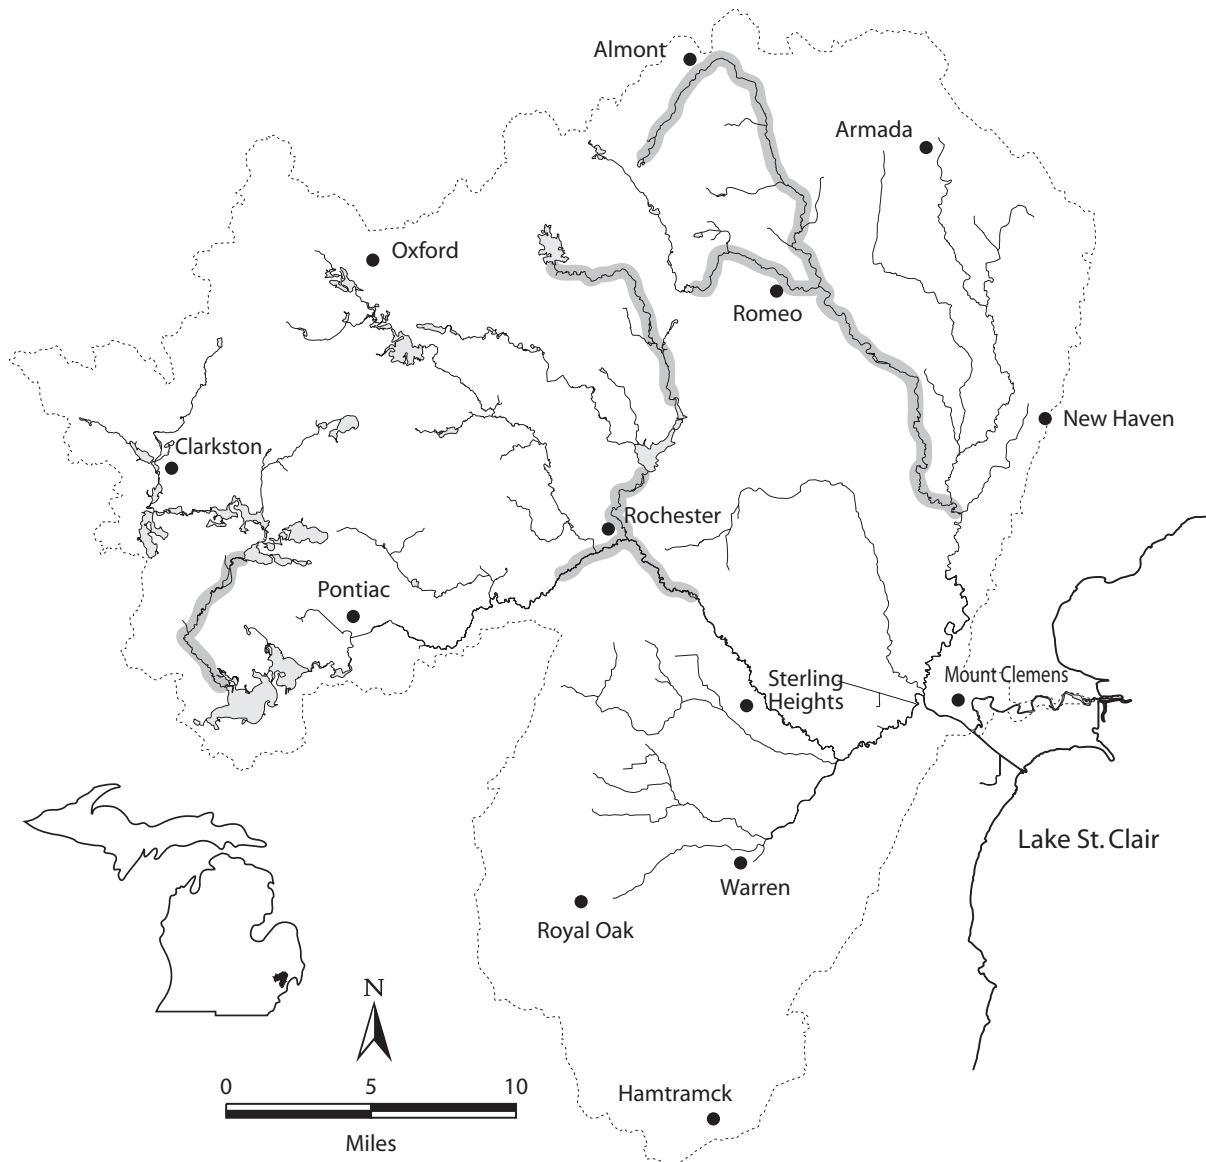 Almont
Armada
Oxford
Romeo
New Haven
Clarkston
Rochester
Pontiac
Sterling
Heights
Mount Clemens
Lake St. Clair
Warren
Royal Oak
N
0 5 10
Miles
Hamtramck